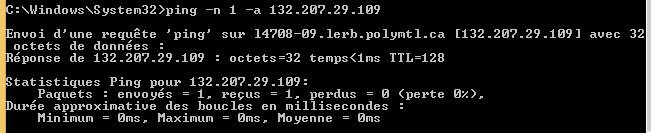 C:\Windows\System32>ping -n 1 -a 132.207.29.109
Envoi d'une requête 'ping' sur l4708-09.lerb.polymtl.ca [132.207.29.109] avec 32
octets de données :
Réponse de 132.207.29.109 : octets=32 temps<1ms TTL=128
Statistiques Ping pour 132.207.29.109:
Paquets : envoyés = 1, reçus = 1, perdus = 0 (perte 0%),
Durée approximative des boucles en millisecondes :
Minimum = 0ms, Maximum = 0ms, Moyenne = 0ms